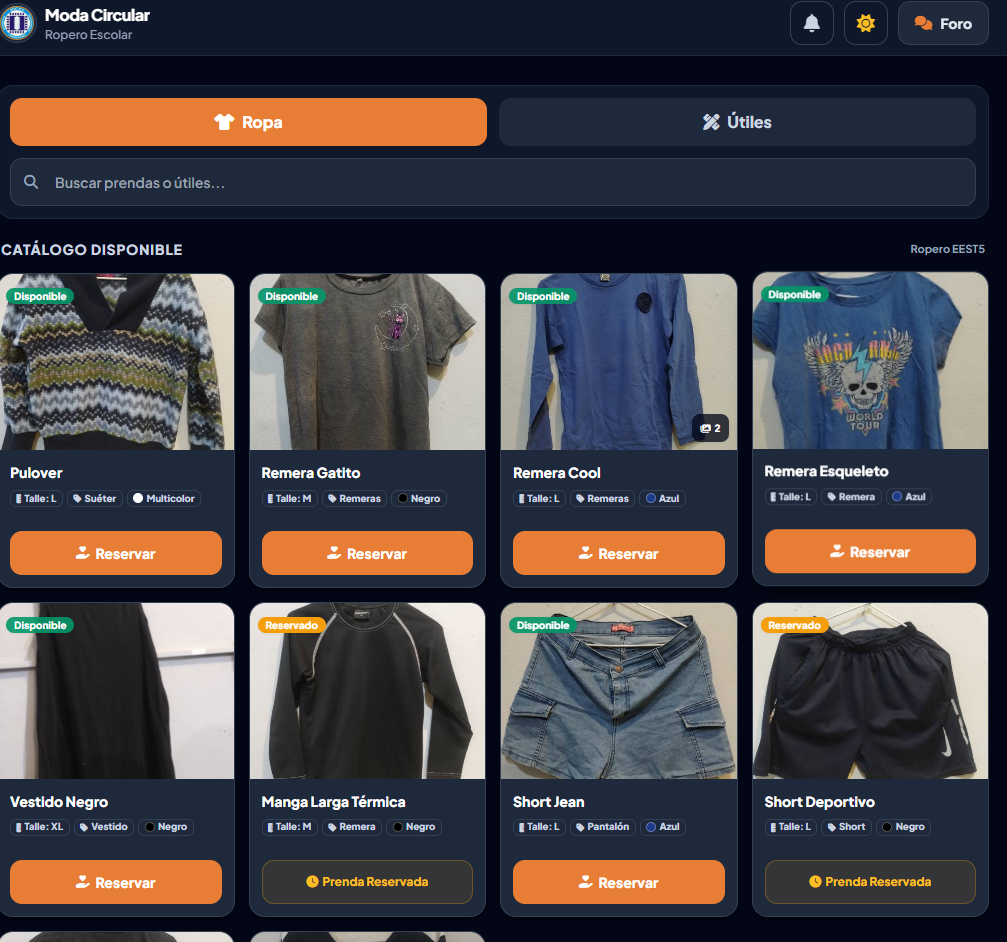 Moda Circular
Ropero Escolar
Foro
Ropa
Útiles
Buscar prendas o útiles...
CATÁLOGO DISPONIBLE
Ropero EEST5
Disponible
Disponible
Disponible
2
Disponible
WORLD
TOUR
Pulover
Talle: L Suéter Multicolor
Reservar
Remera Gatito
Talle: M Remeras Negro
Reservar
Remera Cool
Talle: L Remeras Azul
Reservar
Remera Esqueleto
Talle: L Remera Azul
Reservar
Disponible
Reservado
Disponible
Reservado
Vestido Negro
Talle: XL Vestido Negro
Reservar
Manga Larga Térmica
Talle: M Remera Negro
Prenda Reservada
Short Jean
Talle: L Pantalón Azul
Reservar
Short Deportivo
Talle: L Short Negro
Prenda Reservada